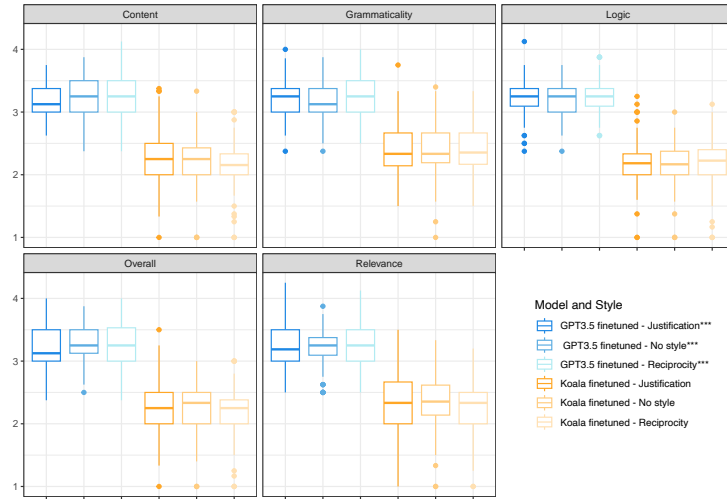 Content
Grammaticality
Logic
4
3
2
1
Overall
Relevance
4
3
2
1
Model and Style
GPT3.5 finetuned - Justification***
GPT3.5 finetuned - No style***
GPT3.5 finetuned - Reciprocity***
Koala finetuned - Justification
Koala finetuned - No style
Koala finetuned - Reciprocity